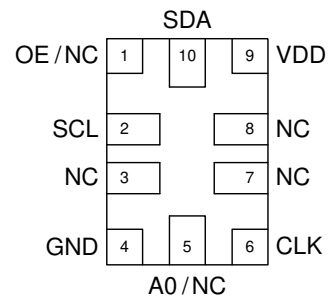 SDA
OE/NC 1 10 9 VDD
SCL 2 8 NC
NC 3 7 NC
GND 4 5 6 CLK
A0/NC